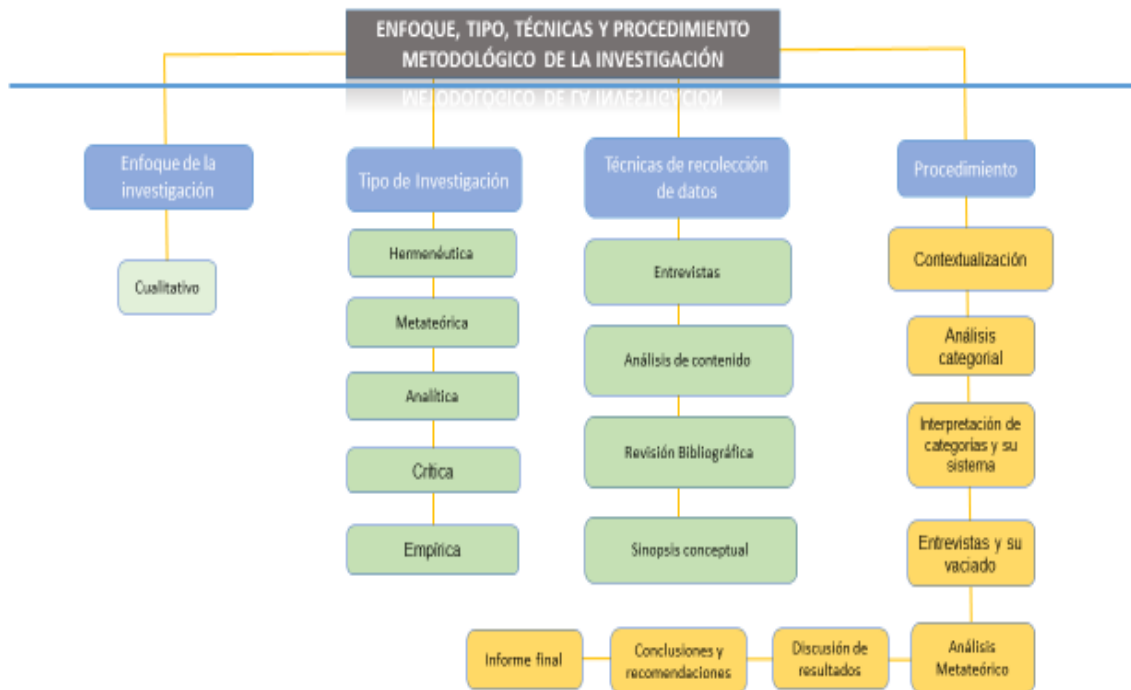 ENFOQUE, TIPO, TÉCNICAS Y PROCEDIMIENTO
METODOLÓGICO DE LA INVESTIGACIÓN
Enfoque de la
investigación
Cualitativo
Tipo de Investigación
Hermenéutica
Metateórica
Analítica
Crítica
Empírica
Técnicas de recolección
de datos
Entrevistas
Análisis de contenido
Revisión Bibliográfica
Sinopsis conceptual
Procedimiento
Contextualización
Análisis
categorial
Interpretación de
categorías y su
sistema
Entrevistas y su
vaciado
Análisis
Metateórico
Discusión de
resultados
Conclusiones y
recomendaciones
Informe final